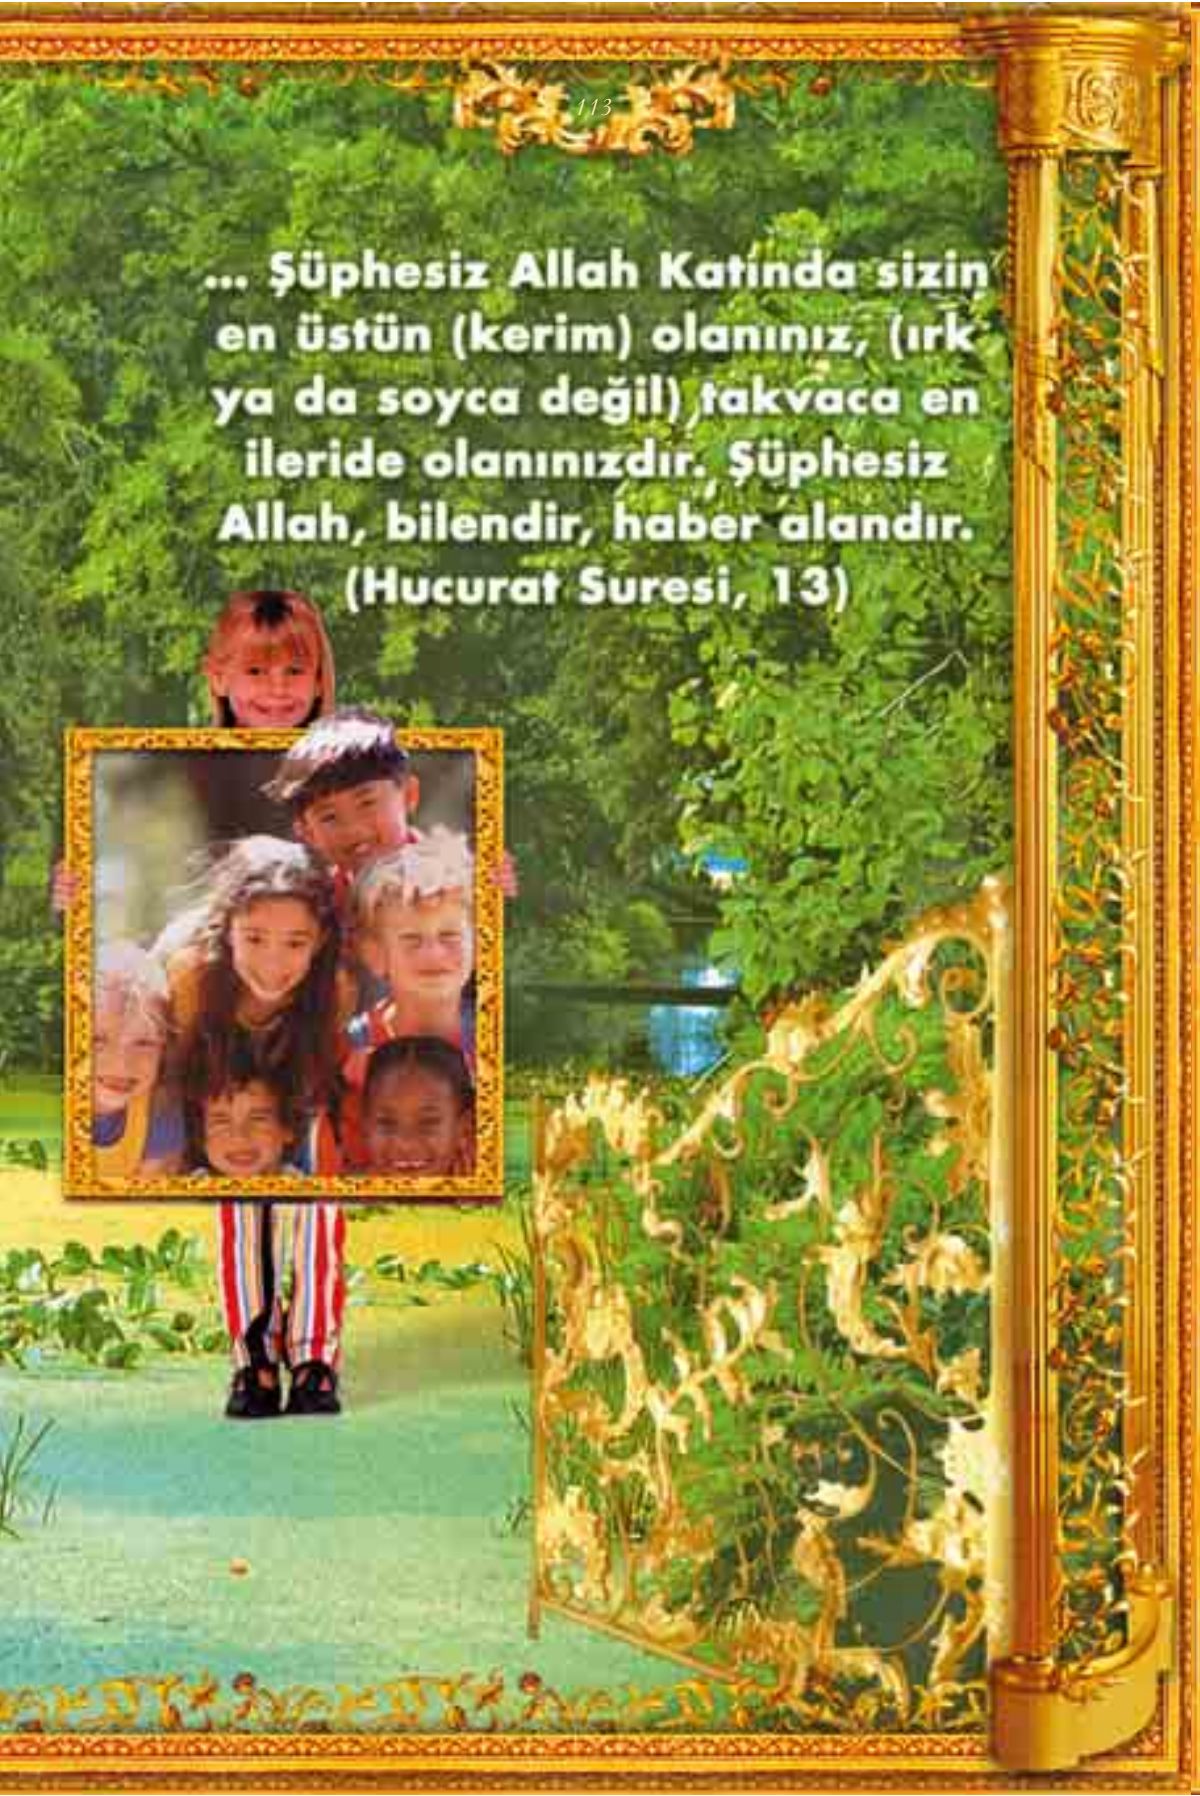 113
... Şüphesiz Allah Katında sizin
en üstün (kerim) olanınız, (ırk
ya da soyca değil) takvaca en
ileride olanınızdır. Şüphesiz
Allah, bilendir, haber alandır.
(Hucurat Suresi, 13)